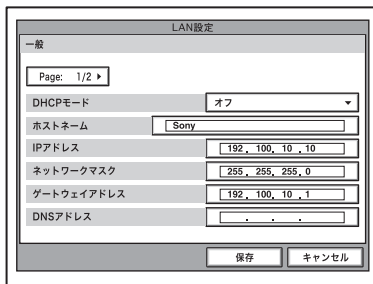 LAN設定
一般
Page: 1/2
DHCPモード オフ
ホストネーム Sony
IPアドレス 192. 100. 10 . 10
ネットワークマスク 255. 255. 255. 0
ゲートウェイアドレス 192. 100. 10 . 1
DNSアドレス . . .
保存 キャンセル